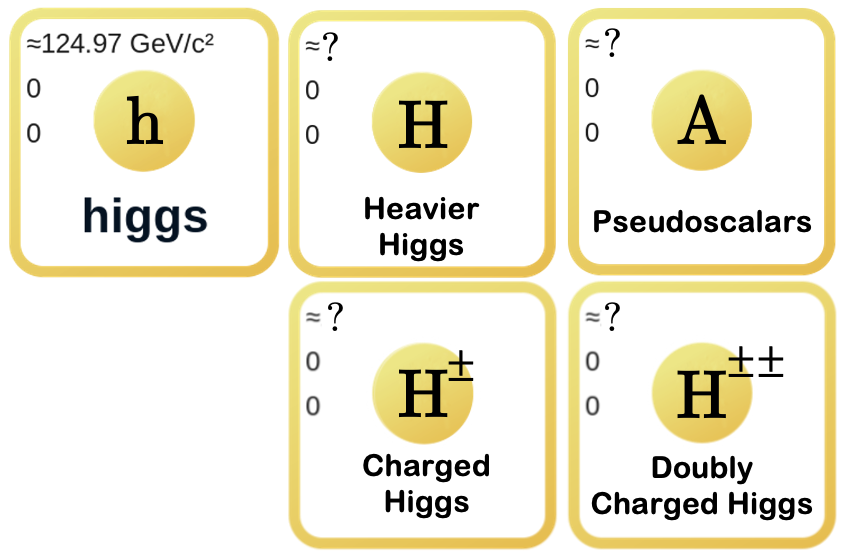 ≈124.97 GeV/c²
0
0
h
higgs
≈?
0
0
H
Heavier
Higgs
≈?
0
0
A
Pseudoscalars
≈?
0
0
H±
Charged
Higgs
≈?
0
0
H±±
Doubly
Charged Higgs